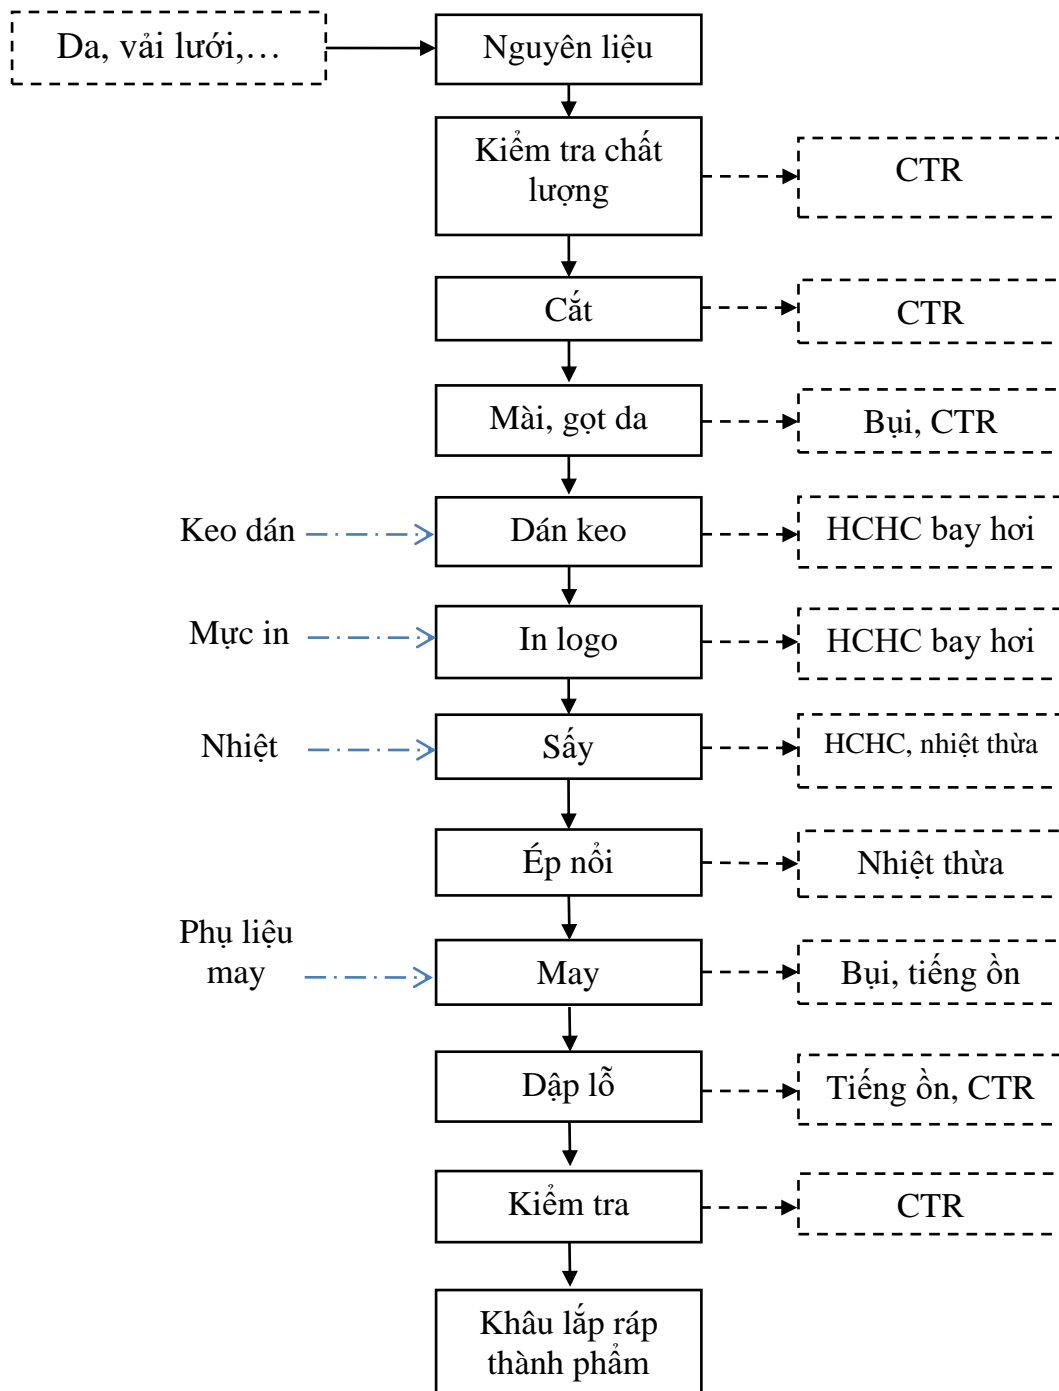 Da, vải lưới,…
Nguyên liệu
Kiểm tra chất
lượng
CTR
Cắt
CTR
Mài, gọt da
Bụi, CTR
Keo dán
Dán keo
HCHC bay hơi
Mực in
In logo
HCHC bay hơi
Nhiệt
Sấy
HCHC, nhiệt thừa
Ép nổi
Nhiệt thừa
Phụ liệu
may
May
Bụi, tiếng ồn
Dập lỗ
Tiếng ồn, CTR
Kiểm tra
CTR
Khâu lắp ráp
thành phẩm